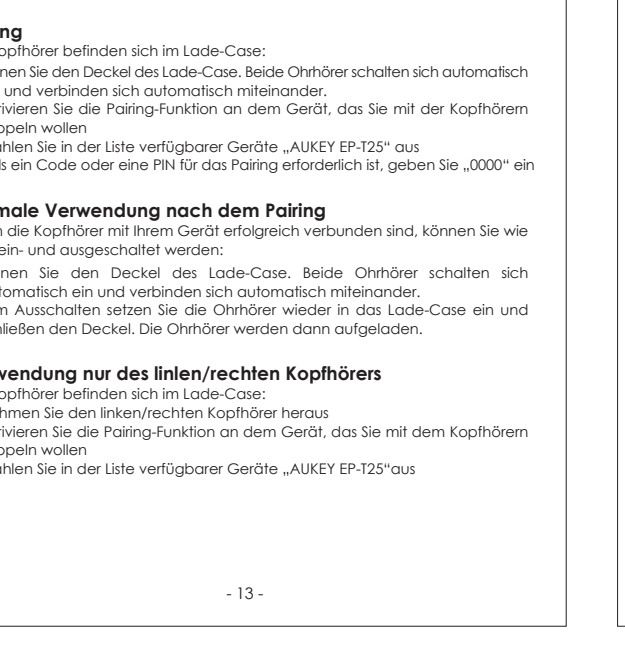 ng
opfhörer befinden sich im Lade-Case:
nen Sie den Deckel des Lade-Case. Beide Ohrhörer schalten sich automatisch
und verbinden sich automatisch miteinander.
ivieren Sie die Pairing-Funktion an dem Gerät, das Sie mit der Kopfhörern
ppeln wollen
ählen Sie in der Liste verfügbarer Geräte „AUKEY EP-T25“ aus
ls ein Code oder eine PIN für das Pairing erforderlich ist, geben Sie „0000“ ein
male Verwendung nach dem Pairing
n die Kopfhörer mit Ihrem Gerät erfolgreich verbunden sind, können Sie wie
ein- und ausgeschaltet werden:
nen Sie den Deckel des Lade-Case. Beide Ohrhörer schalten sich
tomatisch ein und verbinden sich automatisch miteinander.
m Ausschalten setzen Sie die Ohrhörer wieder in das Lade-Case ein und
hließen den Deckel. Die Ohrhörer werden dann aufgeladen.
wendung nur des linlen/rechten Kopfhörers
opfhörer befinden sich im Lade-Case:
hmen Sie den linken/rechten Kopfhörer heraus
ivieren Sie die Pairing-Funktion an dem Gerät, das Sie mit dem Kopfhörern
ppeln wollen
ählen Sie in der Liste verfügbarer Geräte „AUKEY EP-T25“aus
- 13 -